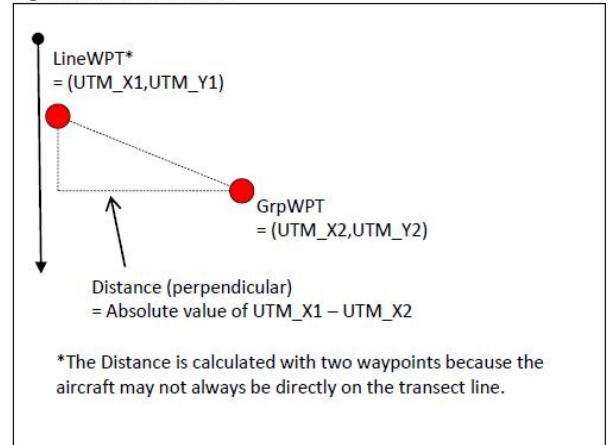 LineWPT*
= (UTM_X1,UTM_Y1)
GrpWPT
= (UTM_X2,UTM_Y2)
Distance (perpendicular)
= Absolute value of UTM_X1 – UTM_X2
*The Distance is calculated with two waypoints because the
aircraft may not always be directly on the transect line.